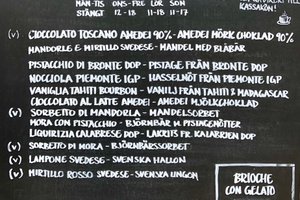 MÅN-TIS ONS-FRE LÖR SÖN
STÄNGT 12-18 11-18 11-17
KASSAKÖN!
(V) CIOCCOLATO TOSCANO AMEDEI 90% - AMEDEI MÖRK CHOKLAD 90%
MANDORLE E MIRTILLO SVEDESE - MANDEL MED BLÅBÄR
PISTACCHIO DI BRONTE DOP - PISTAGE FRÅN BRONTE DOP
NOCCIOLA PIEMONTE IGP - HASSELNÖT FRÅN PIEMONTE IGP
VANIGLIA TAHITI BOURBON - VANILJ FRÅN TAHITI & MADAGASCAR
CIOCCOLATO AL LATTE AMEDEI - AMEDEI MJÖLKCHOKLAD
(V) SORBETTO DI MANDORLA - MANDELSORBET
MORA CON PISTACCHIO - BJÖRNBÄR M. PISTAGENÖTTER
LIQUIRIZIA CALABRESE DOP - LAKRITS FR. KALABRIEN DOP
(V) SORBETTO DI MORA - BJÖRNBÄRSSORBET
(V) LAMPONE SVEDESE - SVENSKA HALLON
(V) MIRTILLO ROSSO SVEDESE - SVENSKA LINGON
BRIOCHE
CON GELATO